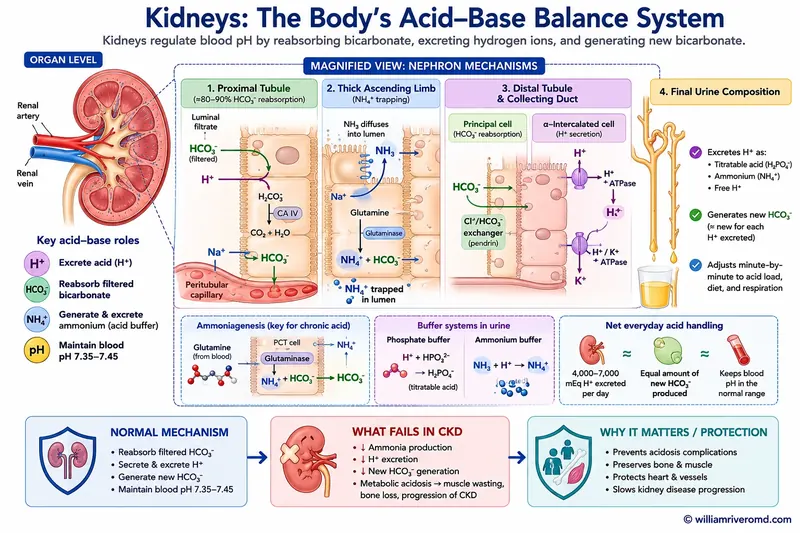 Kidneys: The Body's Acid–Base Balance System
Kidneys regulate blood pH by reabsorbing bicarbonate, excreting hydrogen ions, and generating new bicarbonate.
ORGAN LEVEL
Renal
artery
Renal
vein
Key acid–base roles
H⁺
Excrete acid (H⁺)
HCO₃⁻
Reabsorb filtered
bicarbonate
NH₄⁺
Generate & excrete
ammonium (acid buffer)
pH
Maintain blood
pH 7.35–7.45
MAGNIFIED VIEW: NEPHRON MECHANISMS
1. Proximal Tubule
(≈80–90% HCO₃⁻ reabsorption)
Luminal
filtrate
HCO₃⁻
(filtered)
H⁺
H₂CO₃
CA IV
CO₂ + H₂O
Na⁺
HCO₃⁻
Peritubular
capillary
2. Thick Ascending Limb
(NH₄⁺ trapping)
NH₃ diffuses
into lumen
NH₃
Na⁺
Glutamine
Glutaminase
NH₄⁺ + HCO₃⁻
NH₄⁺ trapped
in lumen
3. Distal Tubule
& Collecting Duct
Principal cell
(HCO₃⁻ reabsorption)
α–Intercalated cell
(H⁺ secretion)
HCO₃⁻
Cl⁺/HCO₃⁻
exchanger
(pendrin)
H⁺
H⁺
ATPase
H⁺
H⁺ / K⁺
ATPase
K⁺
4. Final Urine Composition
Excretes H⁺ as:
• Titratable acid (H₂PO₄⁻)
• Ammonium (NH₄⁺)
• Free H⁺
Generates new HCO₃⁻
(≈ new for each
H⁺ excreted)
Adjusts minute-by-
minute to acid load,
diet, and respiration
Ammoniagenesis (key for chronic acid)
Glutamine
(from blood)
PCT cell
Glutaminase
NH₄⁺ + HCO₃⁻
NH₄⁺
HCO₃⁻
Buffer systems in urine
Phosphate buffer
H⁺ + HPO₄²⁻
→ H₂PO₄⁻
(titratable acid)
Ammonium buffer
NH₃ + H⁺ → NH₄⁺
Net everyday acid handling
4,000–7,000
mEq H⁺ excreted
per day
≈
Equal amount of
new HCO₃⁻
produced
≈
Keeps blood
pH in the
normal range
NORMAL MECHANISM
• Reabsorb filtered HCO₃⁻
• Secrete & excrete H⁺
• Generate new HCO₃⁻
• Maintain blood pH 7.35–7.45
WHAT FAILS IN CKD
• ↓ Ammonia production
• ↓ H⁺ excretion
• ↓ New HCO₃⁻ generation
• Metabolic acidosis → muscle wasting,
bone loss, progression of CKD
WHY IT MATTERS / PROTECTION
• Prevents acidosis complications
• Preserves bone & muscle
• Protects heart & vessels
• Slows kidney disease progression
© williamriveromd.com